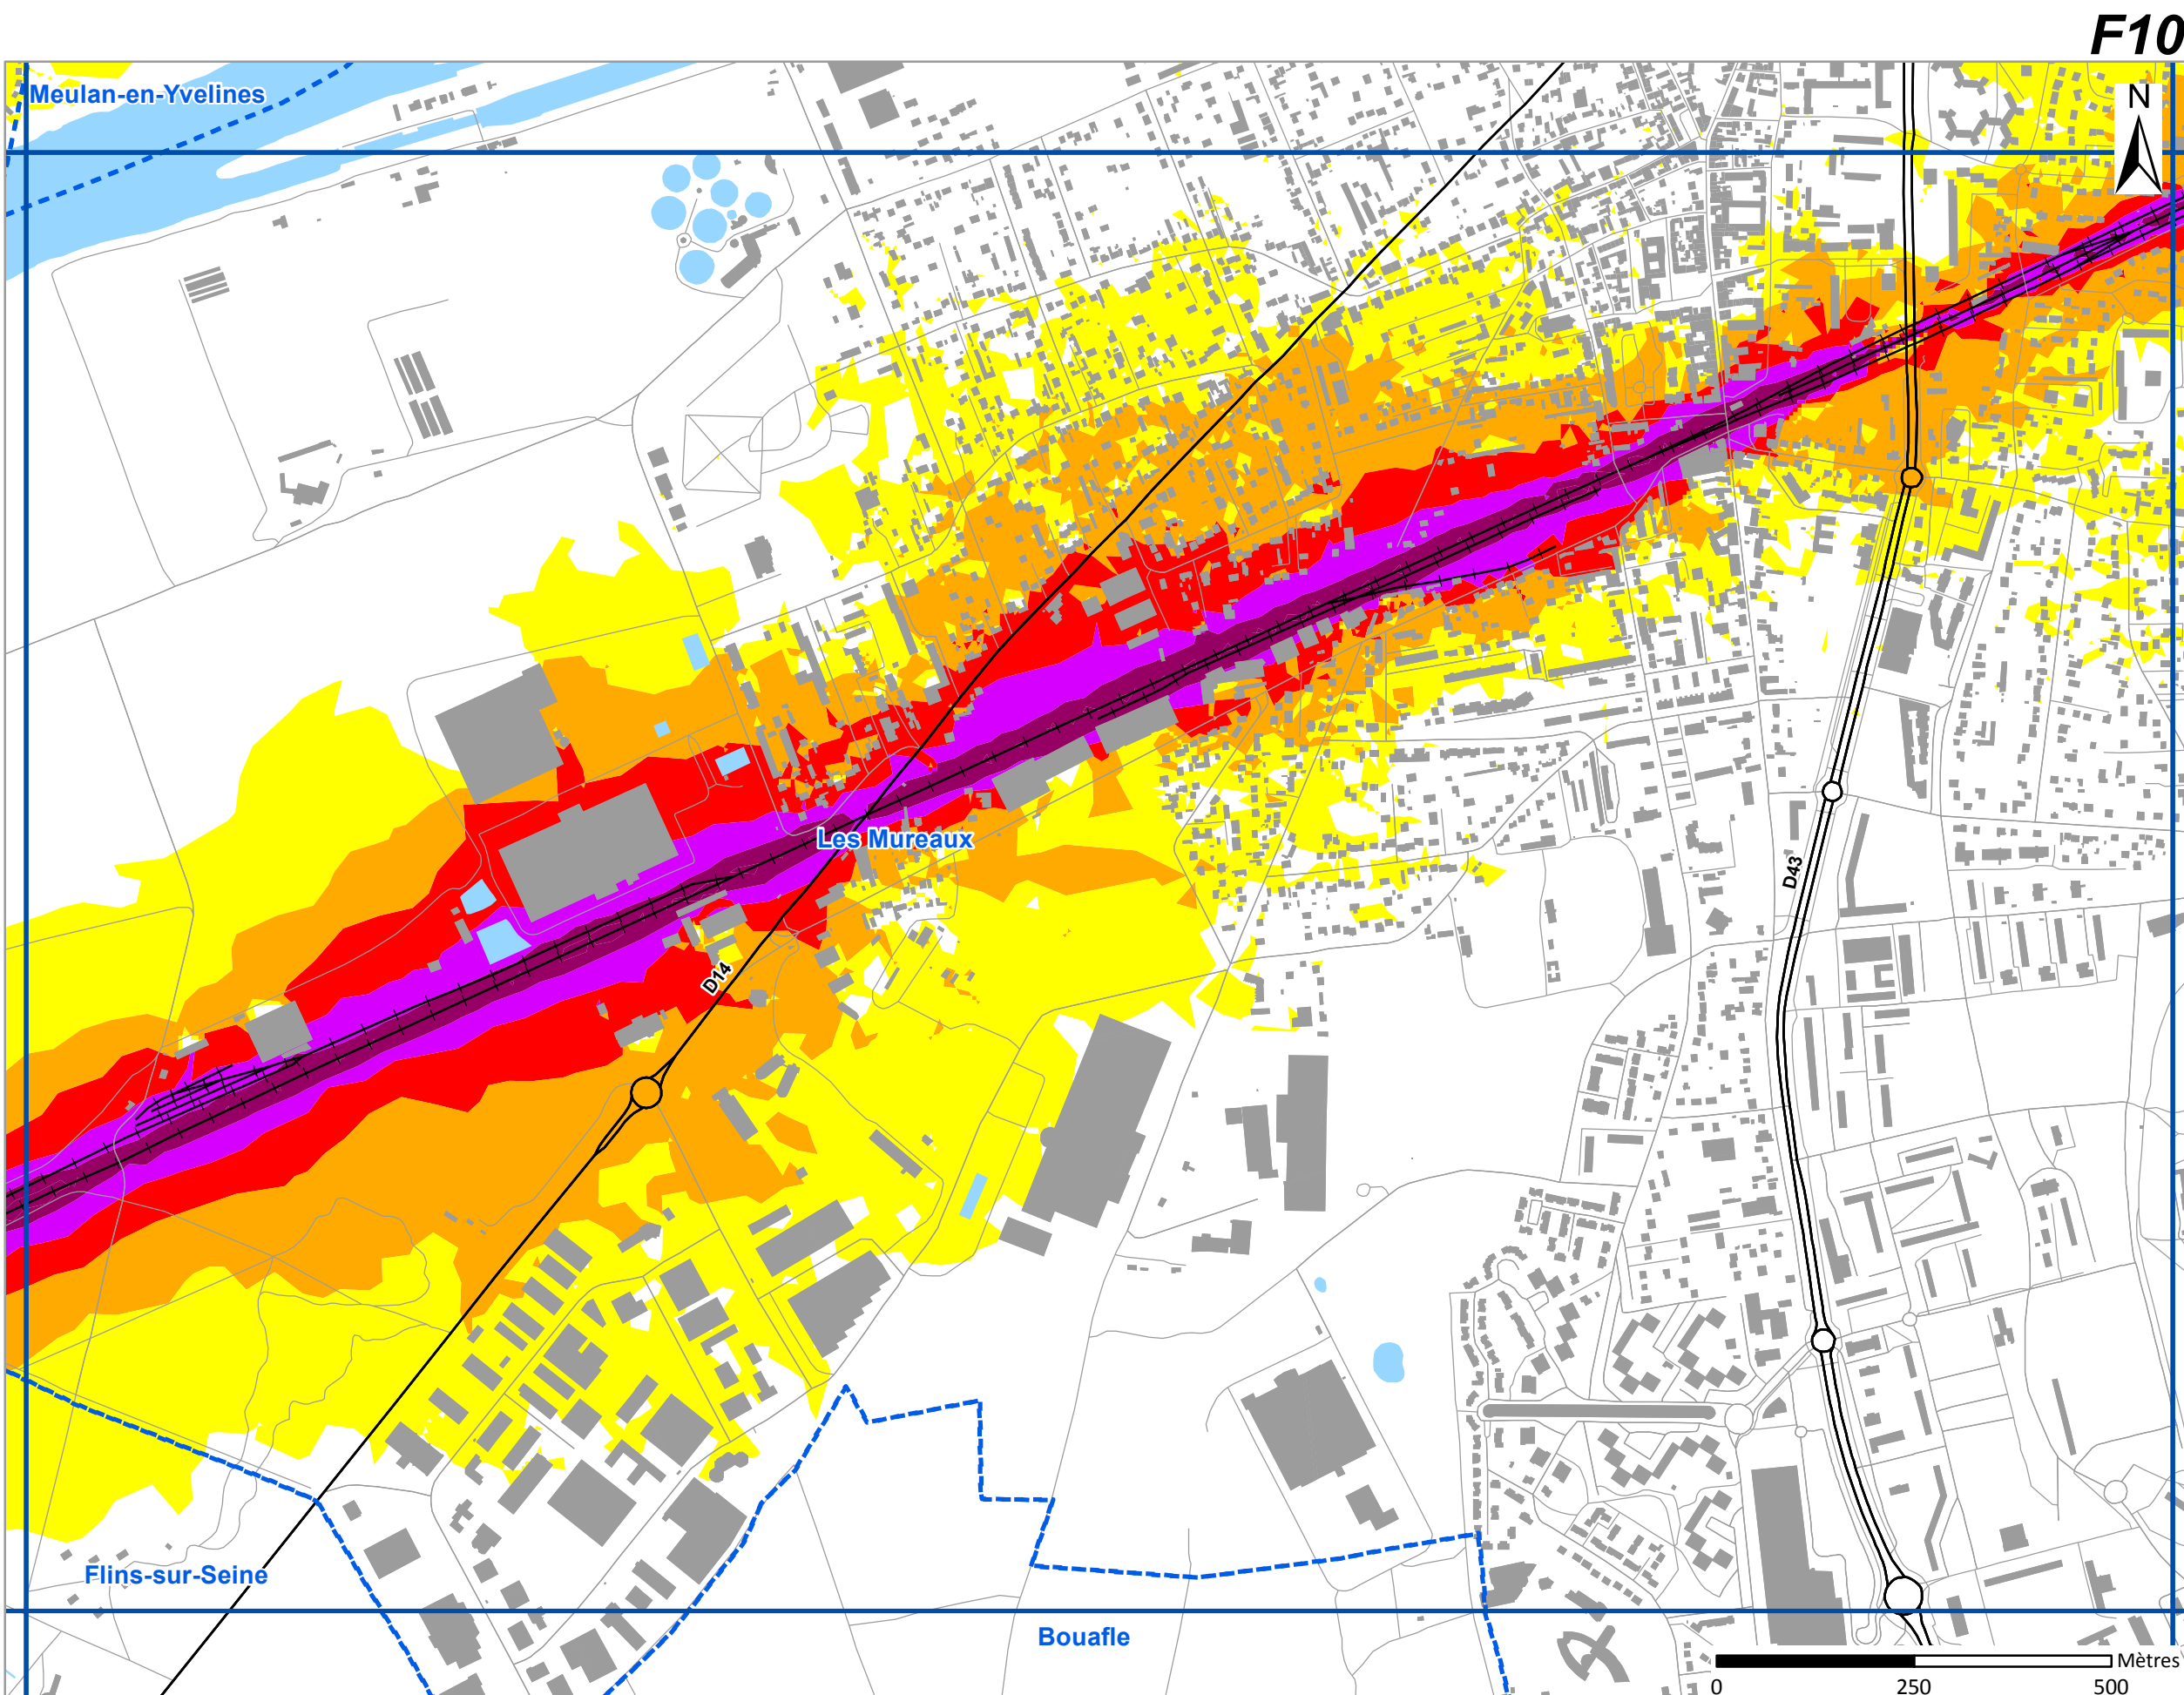 F10
Meulan-en-Yvelines
N
Les Mureaux
D43
D14
Flins-sur-Seine
Bouafle
Mètres
0 250 500